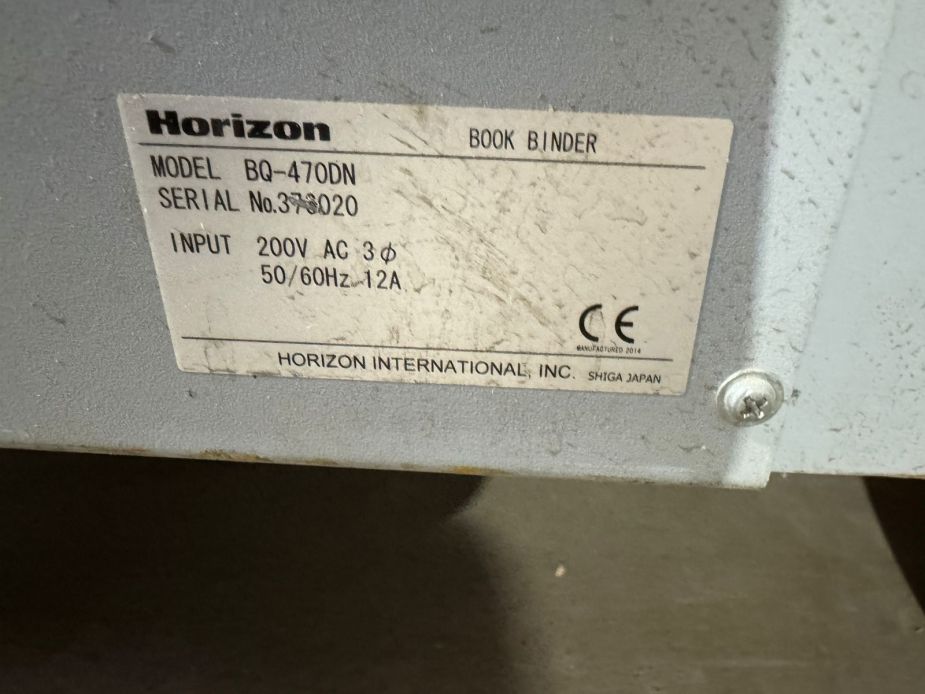 Horizon
BOOK BINDER
MODEL BQ-470DN
SERIAL No.
INPUT 200V AC 3φ
50/60Hz 12A
CE
MANUFACTURED 2014
HORIZON INTERNATIONAL, INC. SHIGA JAPAN